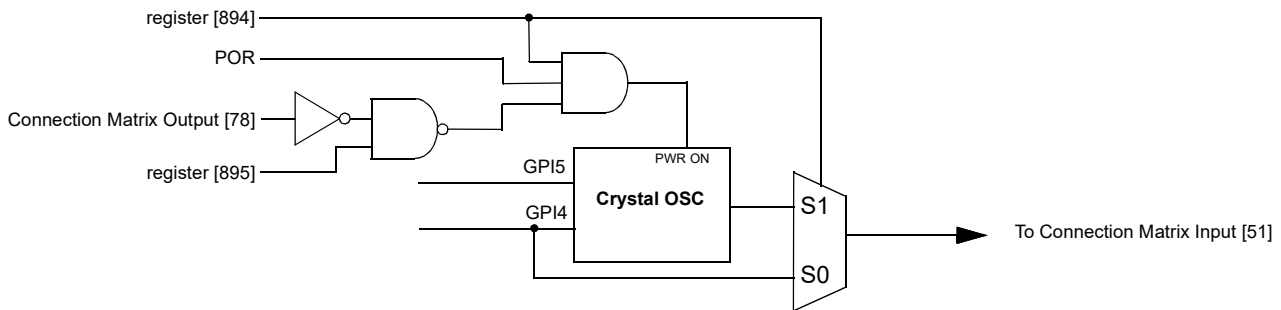 register [894]
POR
Connection Matrix Output [78]
register [895]
PWR ON
GPI5
Crystal OSC
GPI4
S1
S0
To Connection Matrix Input [51]